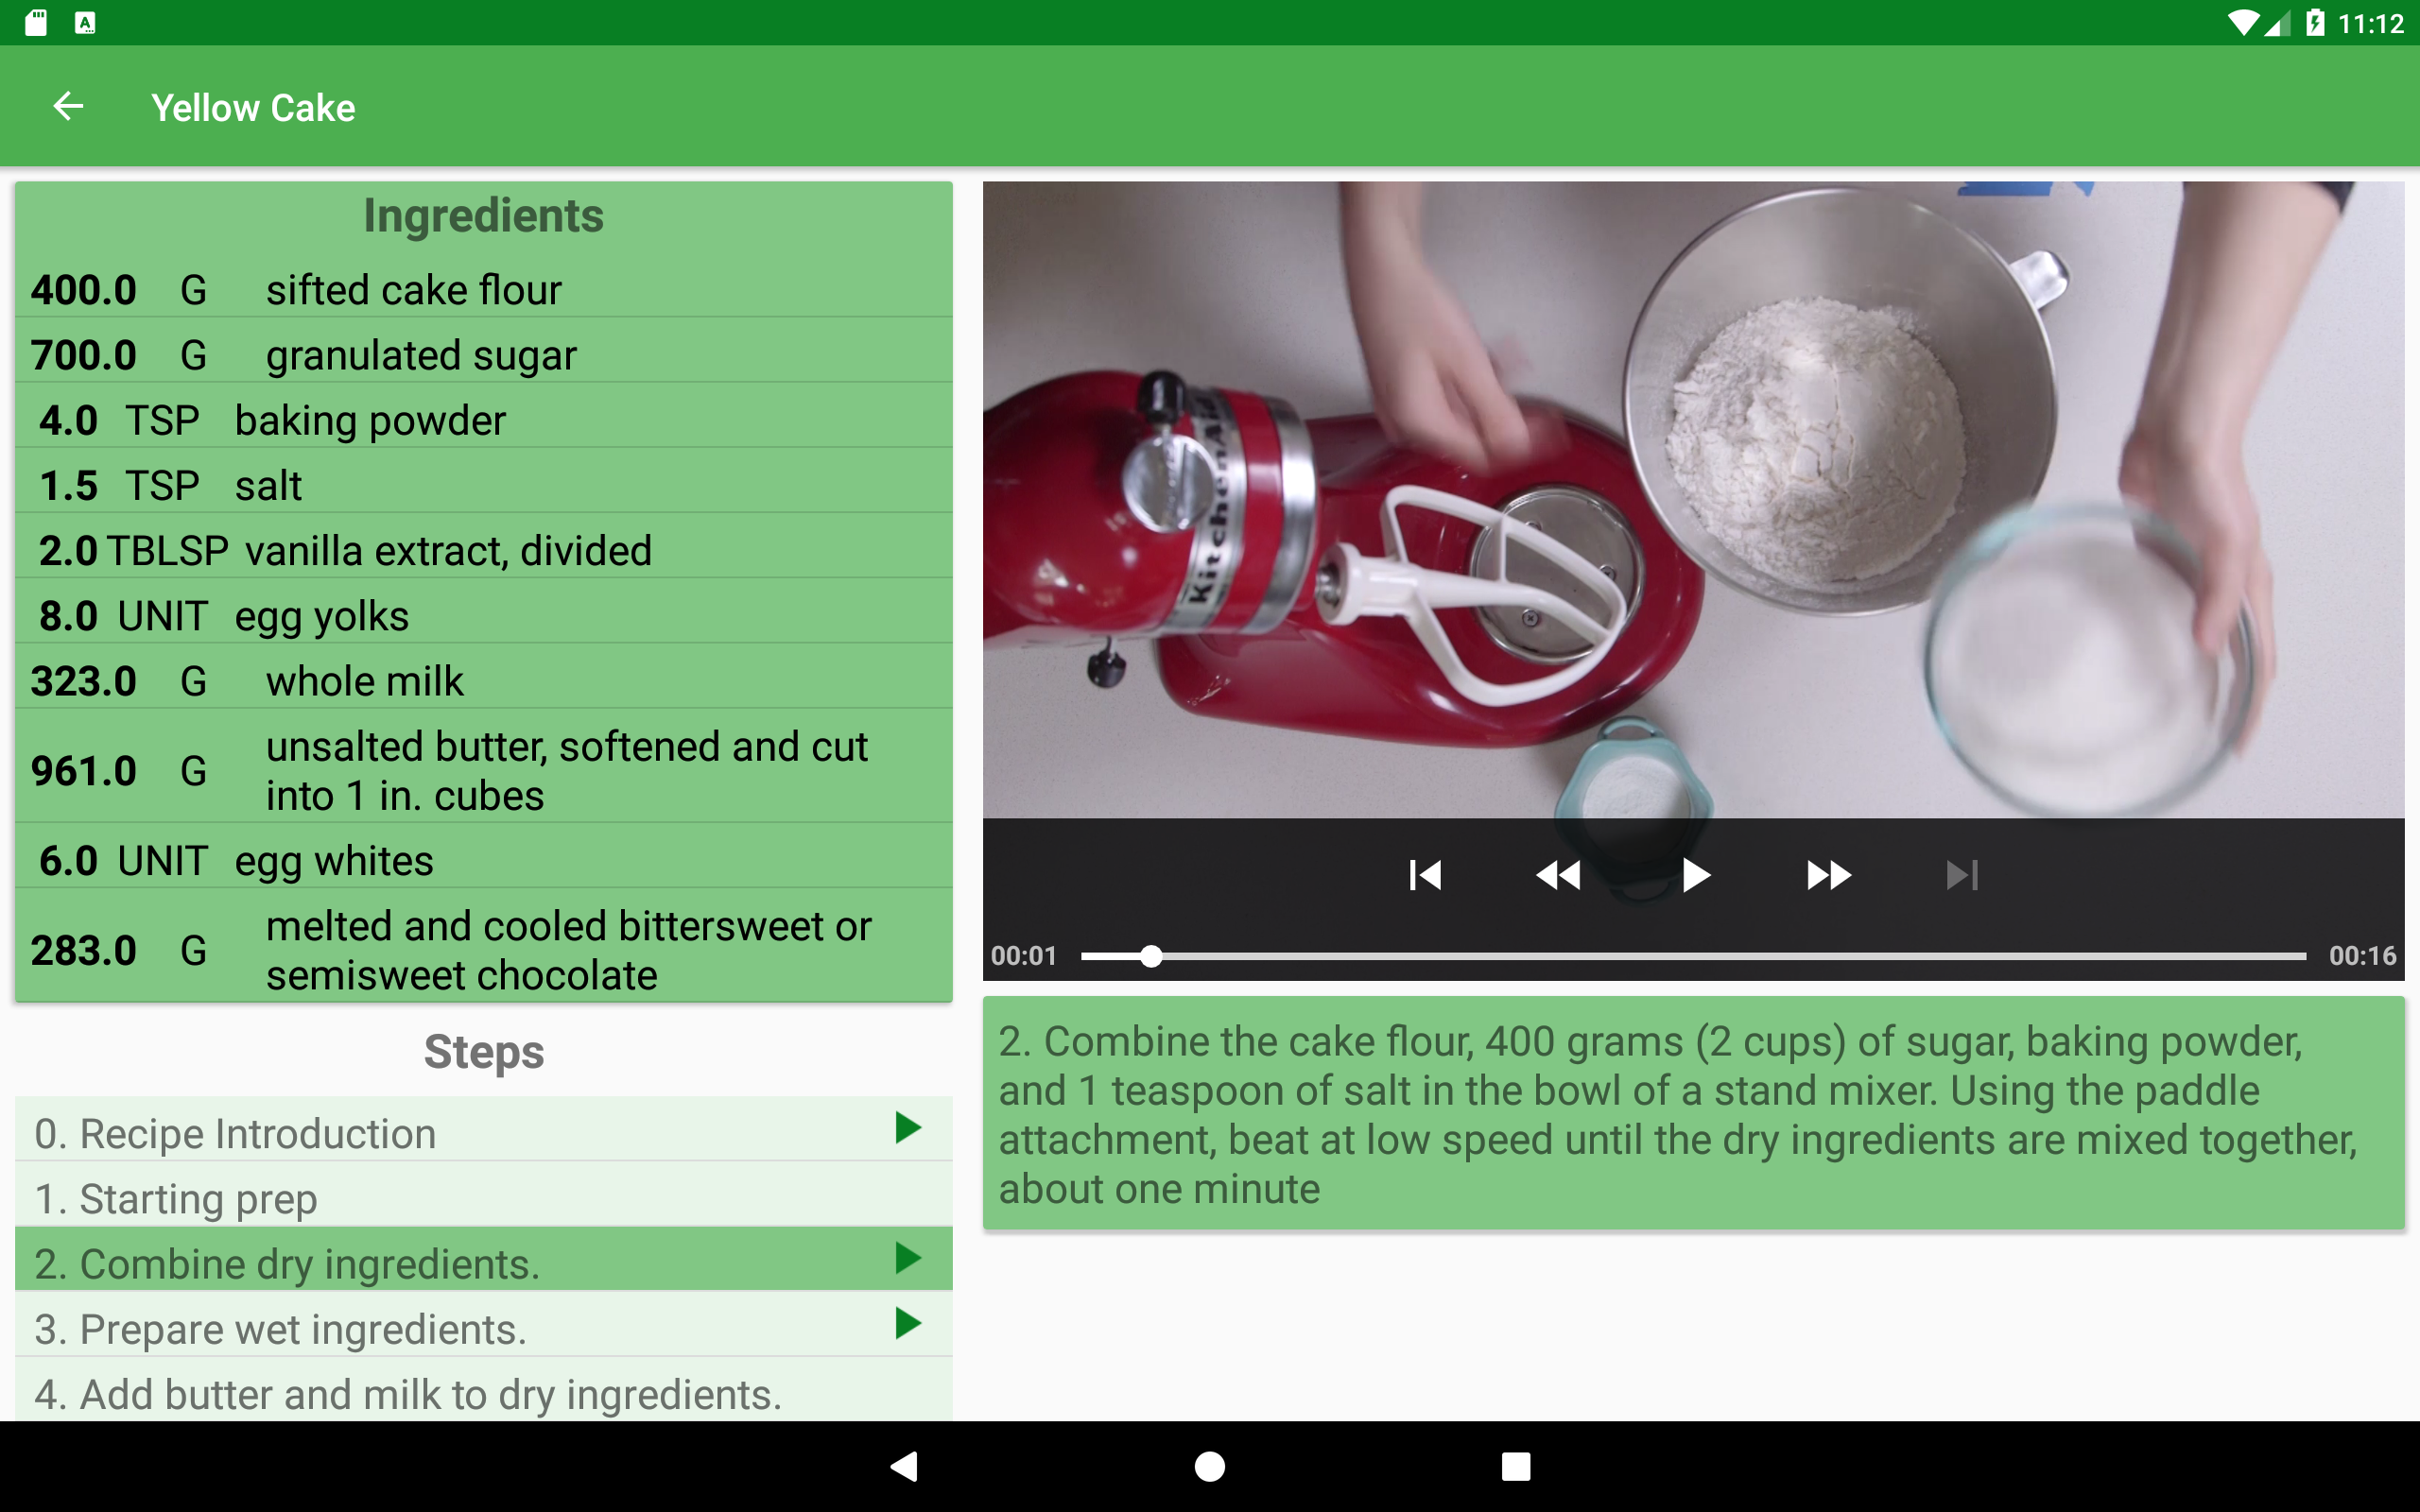 11:12
Yellow Cake
Ingredients
400.0 G sifted cake flour
700.0 G granulated sugar
4.0 TSP baking powder
1.5 TSP salt
2.0 TBLSP vanilla extract, divided
8.0 UNIT egg yolks
323.0 G whole milk
961.0 G unsalted butter, softened and cut
into 1 in. cubes
6.0 UNIT egg whites
283.0 G melted and cooled bittersweet or
semisweet chocolate
Steps
0. Recipe Introduction
1. Starting prep
2. Combine dry ingredients.
3. Prepare wet ingredients.
4. Add butter and milk to dry ingredients.
KitchenAid
00:01
00:16
2. Combine the cake flour, 400 grams (2 cups) of sugar, baking powder,
and 1 teaspoon of salt in the bowl of a stand mixer. Using the paddle
attachment, beat at low speed until the dry ingredients are mixed together,
about one minute